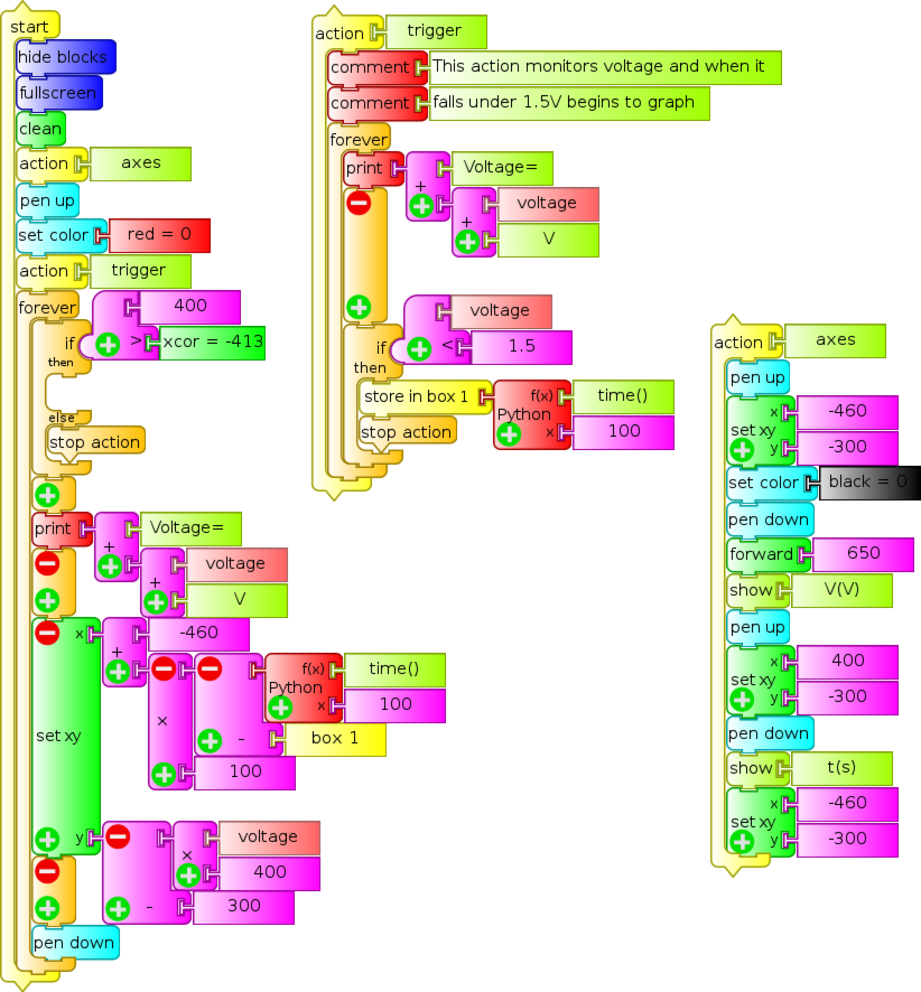 start
hide blocks
fullscreen
clean
action axes
pen up
set color red = 0
action trigger
forever
400
if > xcor = -413
then
else
stop action
print + Voltage=
+ voltage
V
x + -460
Python f(x) time()
x 100
× - box 1
100
set xy
y × voltage
400
- 300
pen down
action trigger
comment This action monitors voltage and when it
comment falls under 1.5V begins to graph
forever
print + Voltage=
+ voltage
V
voltage
if < 1.5
then
store in box 1 Python f(x) time()
x 100
stop action
action axes
pen up
set xy x -460
y -300
set color black = 0
pen down
forward 650
show V(V)
pen up
set xy x 400
y -300
pen down
show t(s)
set xy x -460
y -300